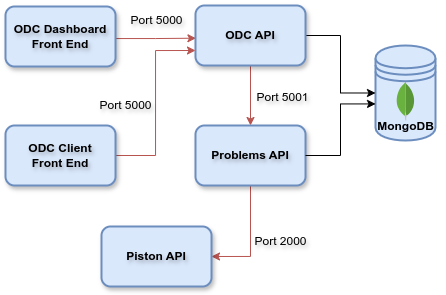 ODC Dashboard
Front End
Port 5000
ODC API
Port 5000
Port 5001
MongoDB
ODC Client
Front End
Problems API
Port 2000
Piston API